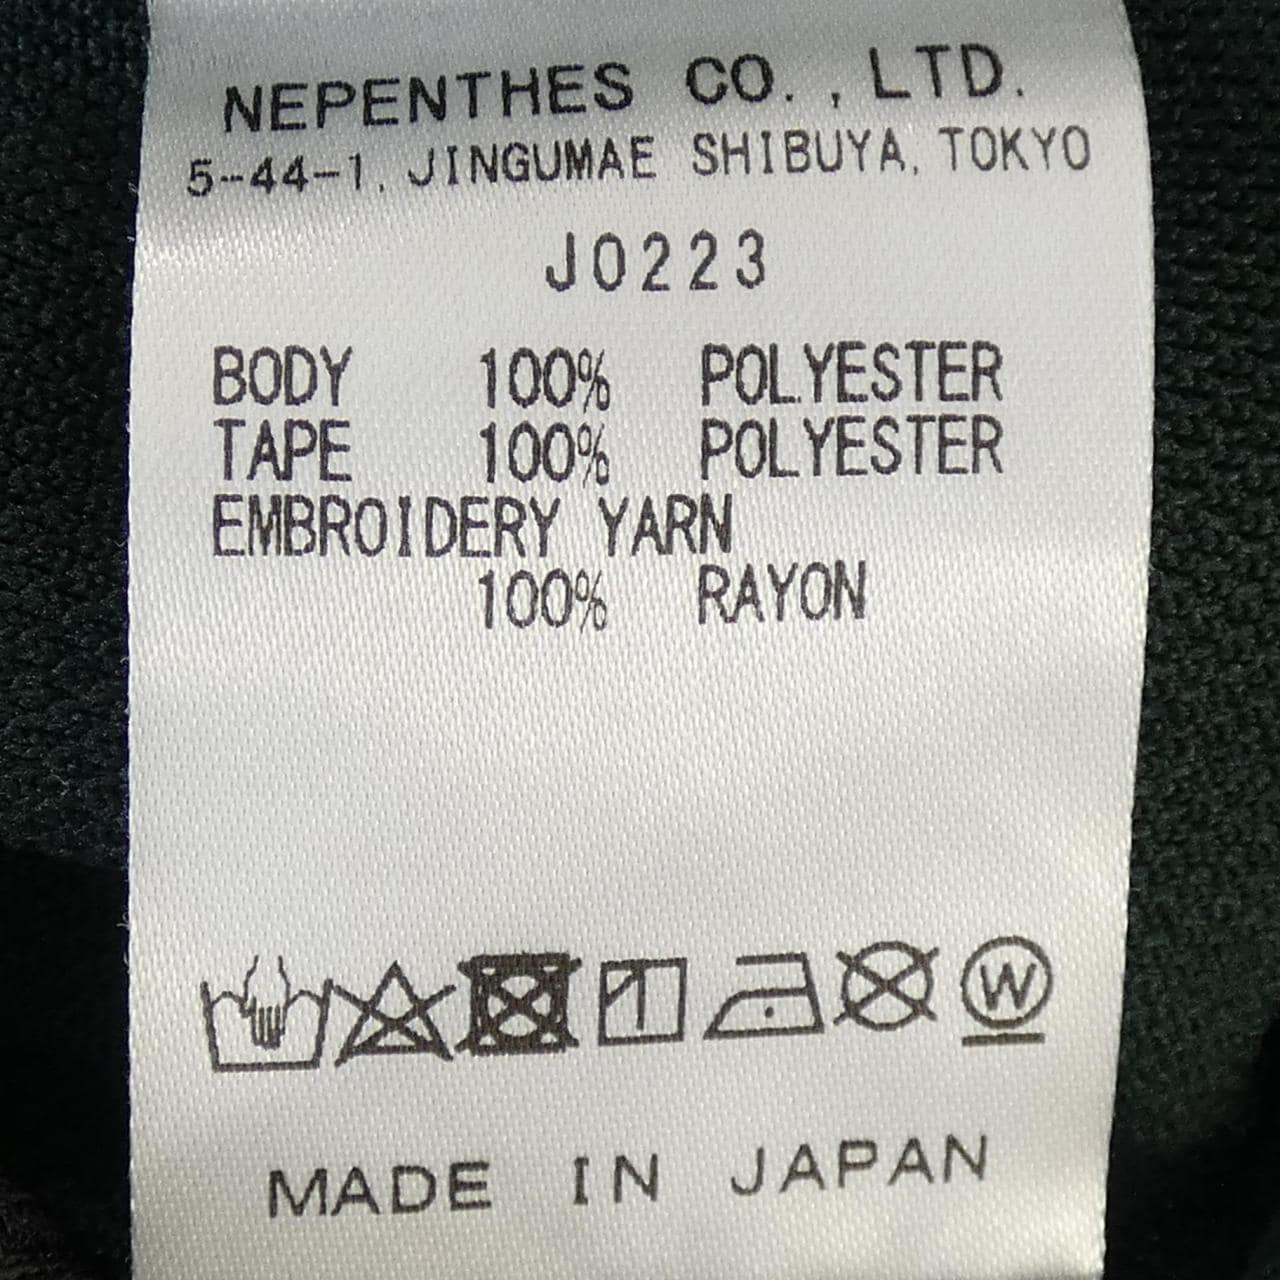 NEPENTHES CO., LTD.
5-44-1, JINGUMAE SHIBUYA, TOKYO
J0223
BODY 100% POLYESTER
TAPE 100% POLYESTER
EMBROIDERY YARN
100% RAYON
W
MADE IN JAPAN